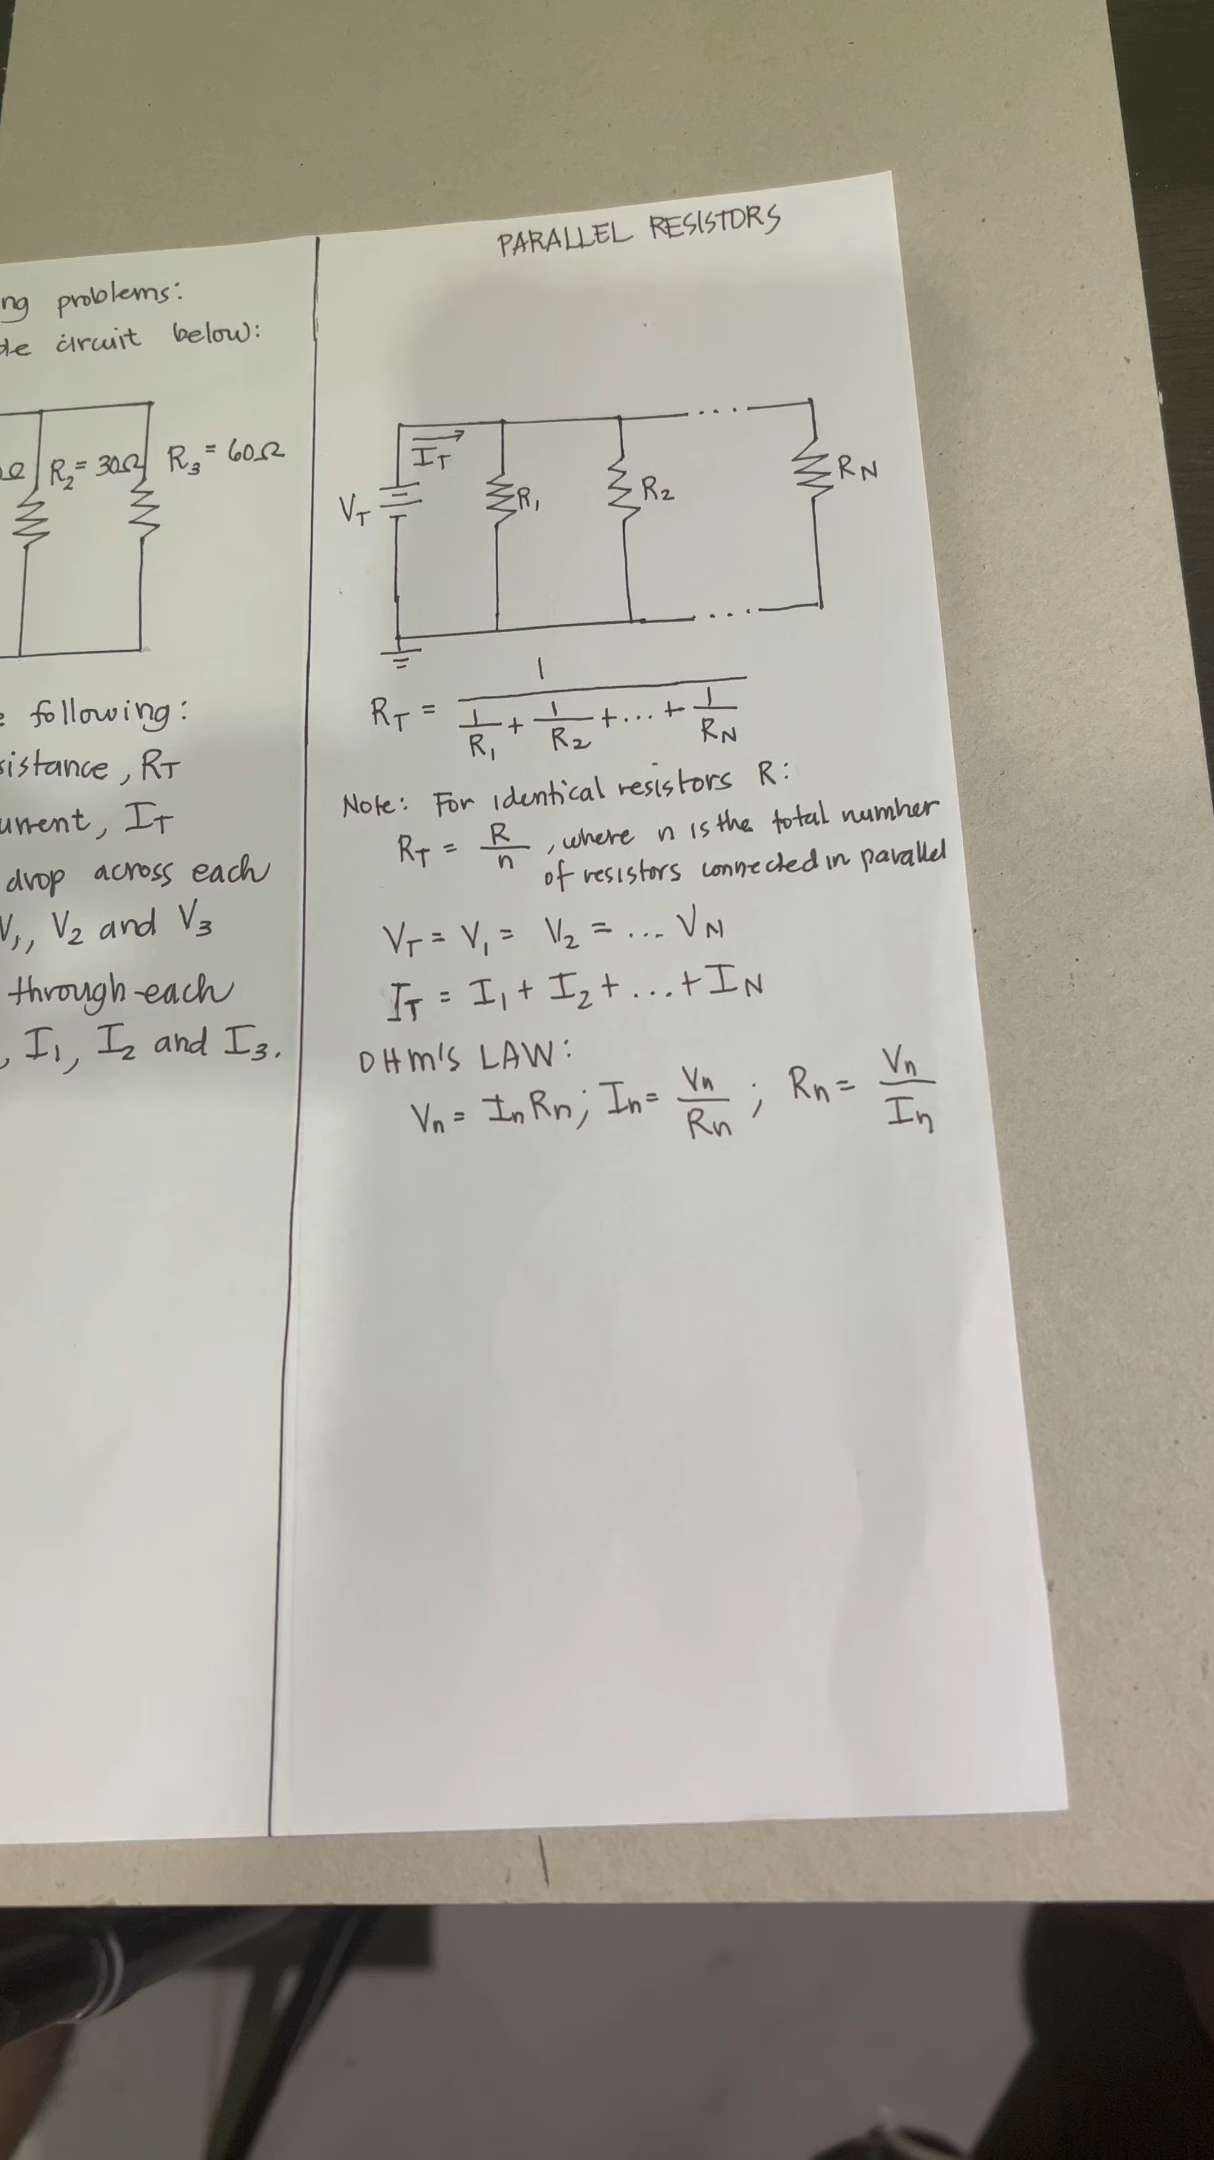 ng problems:
circuit below:
R₂ = 30Ω R₃ = 60Ω
following:
sistance, RT
urrent, IT
drop across each
V₁, V₂ and V₃
through each
, I₁, I₂ and I₃.
PARALLEL RESISTORS
IT
VT
R₁
R₂
RN
RT = 1 / (1/R₁ + 1/R₂ + ... + 1/RN)
Note: For identical resistors R:
RT = R/n , where n is the total number
of resistors connected in parallel
VT = V₁ = V₂ = ... VN
IT = I₁ + I₂ + ... + IN
OHM'S LAW:
Vn = In Rn; In = Vn/Rn ; Rn = Vn/In